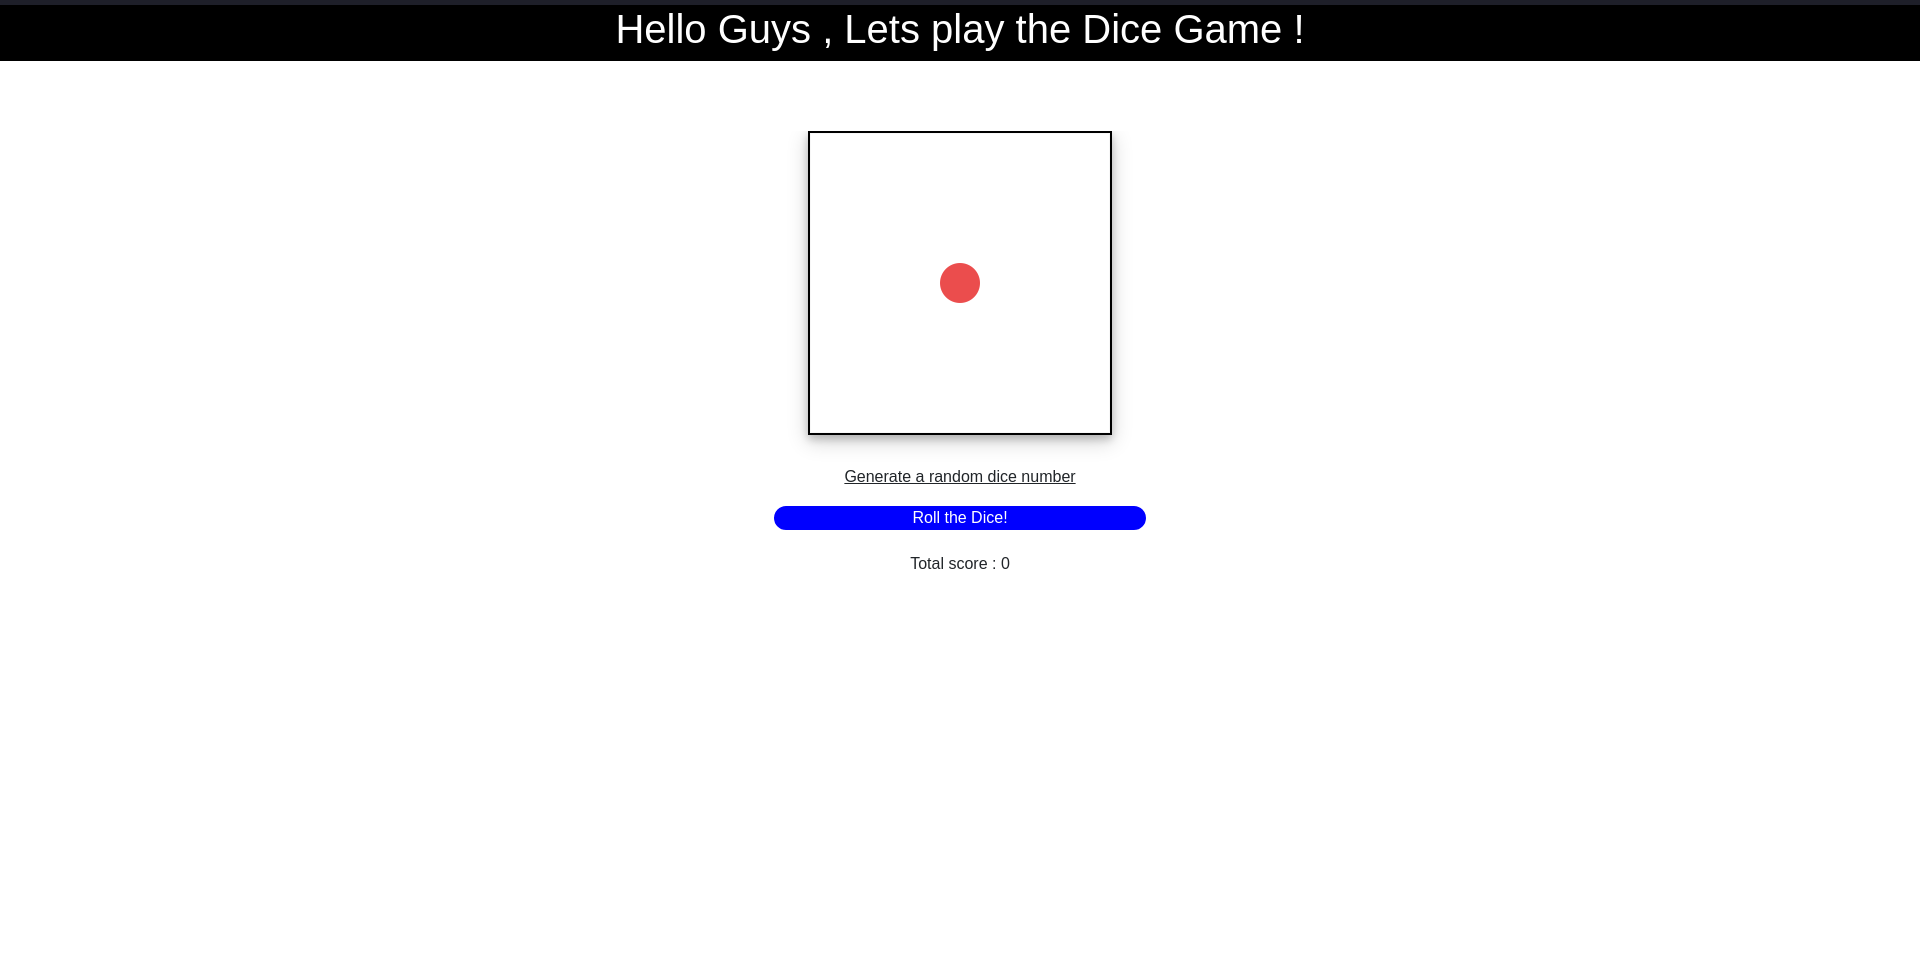 Hello Guys , Lets play the Dice Game !
Generate a random dice number
Roll the Dice!
Total score : 0